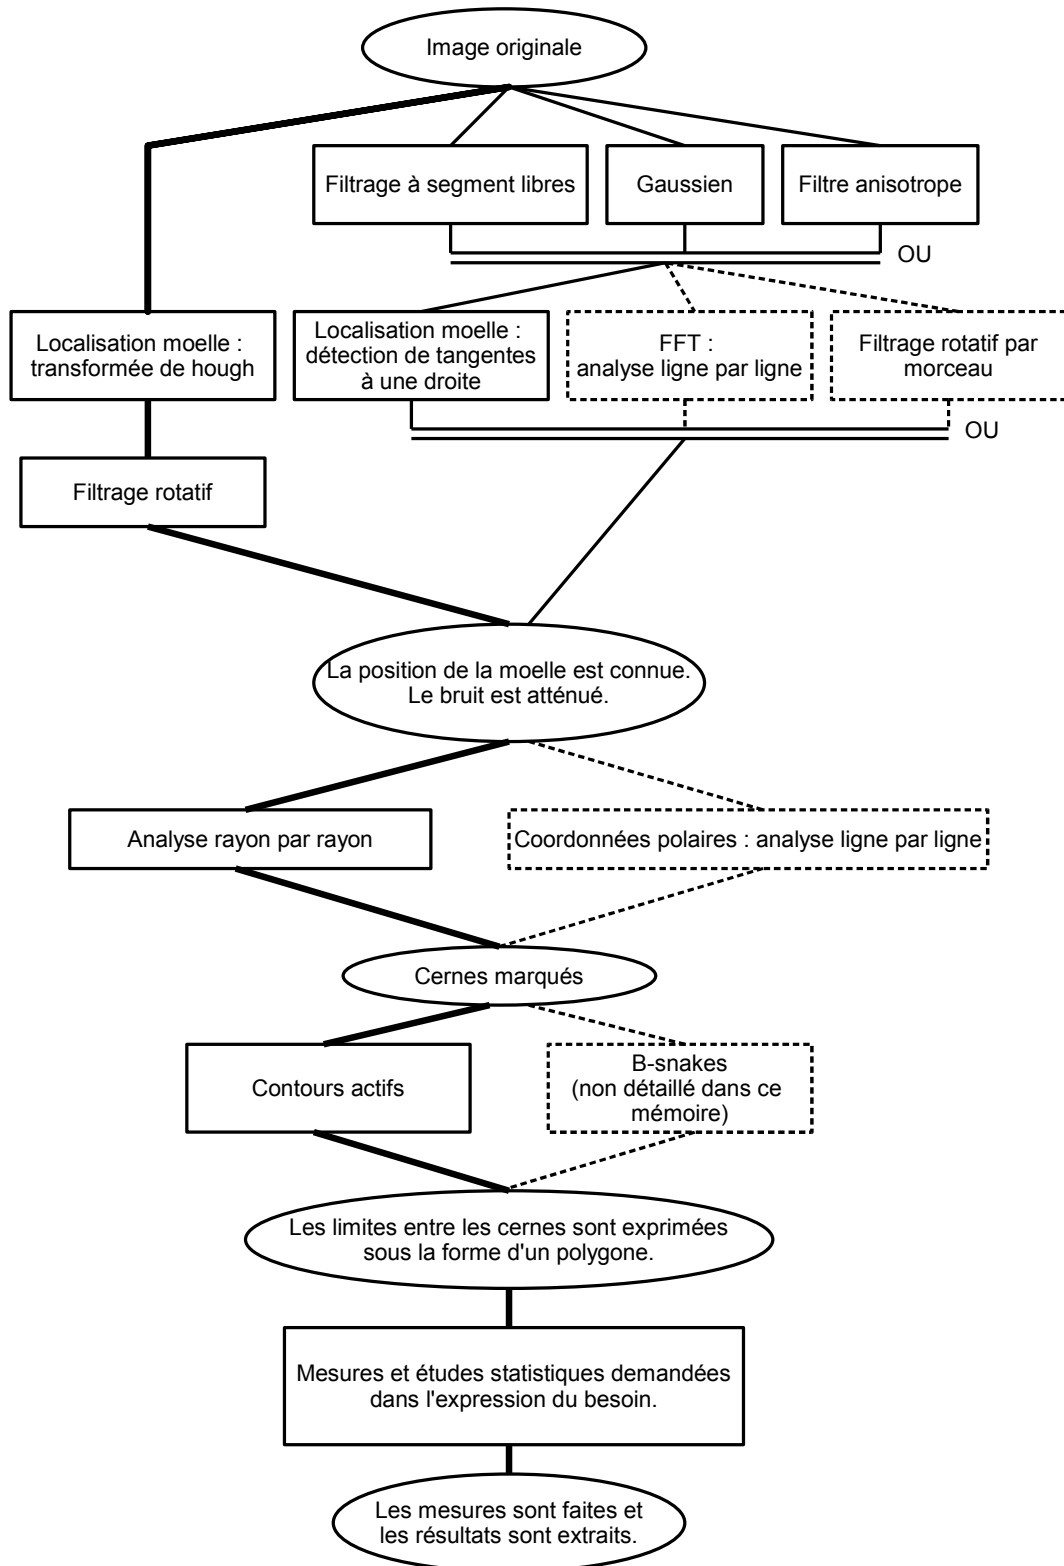 Image originale
Filtrage à segment libres
Gaussien
Filtre anisotrope
OU
Localisation moelle :
transformée de hough
Localisation moelle :
détection de tangentes
à une droite
FFT :
analyse ligne par ligne
Filtrage rotatif par
morceau
OU
Filtrage rotatif
La position de la moelle est connue.
Le bruit est atténué.
Analyse rayon par rayon
Coordonnées polaires : analyse ligne par ligne
Cernes marqués
Contours actifs
B-snakes
(non détaillé dans ce
mémoire)
Les limites entre les cernes sont exprimées
sous la forme d'un polygone.
Mesures et études statistiques demandées
dans l'expression du besoin.
Les mesures sont faites et
les résultats sont extraits.